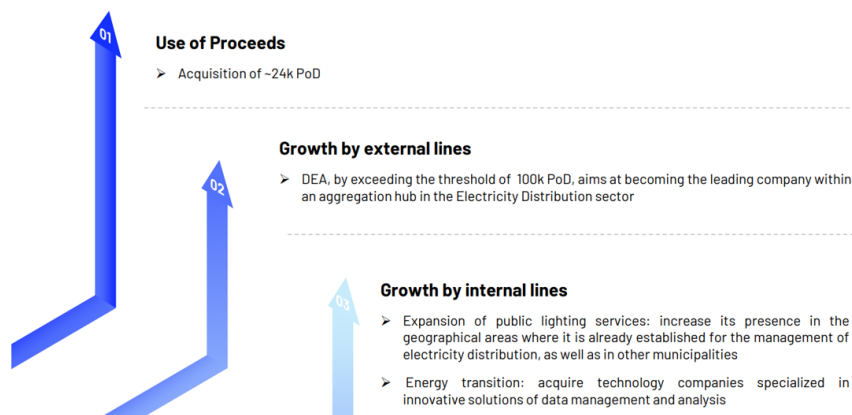 01
Use of Proceeds
➢ Acquisition of ~24k PoD
02
Growth by external lines
➢ DEA, by exceeding the threshold of 100k PoD, aims at becoming the leading company within
an aggregation hub in the Electricity Distribution sector
03
Growth by internal lines
➢ Expansion of public lighting services: increase its presence in the
geographical areas where it is already established for the management of
electricity distribution, as well as in other municipalities
➢ Energy transition: acquire technology companies specialized in
innovative solutions of data management and analysis